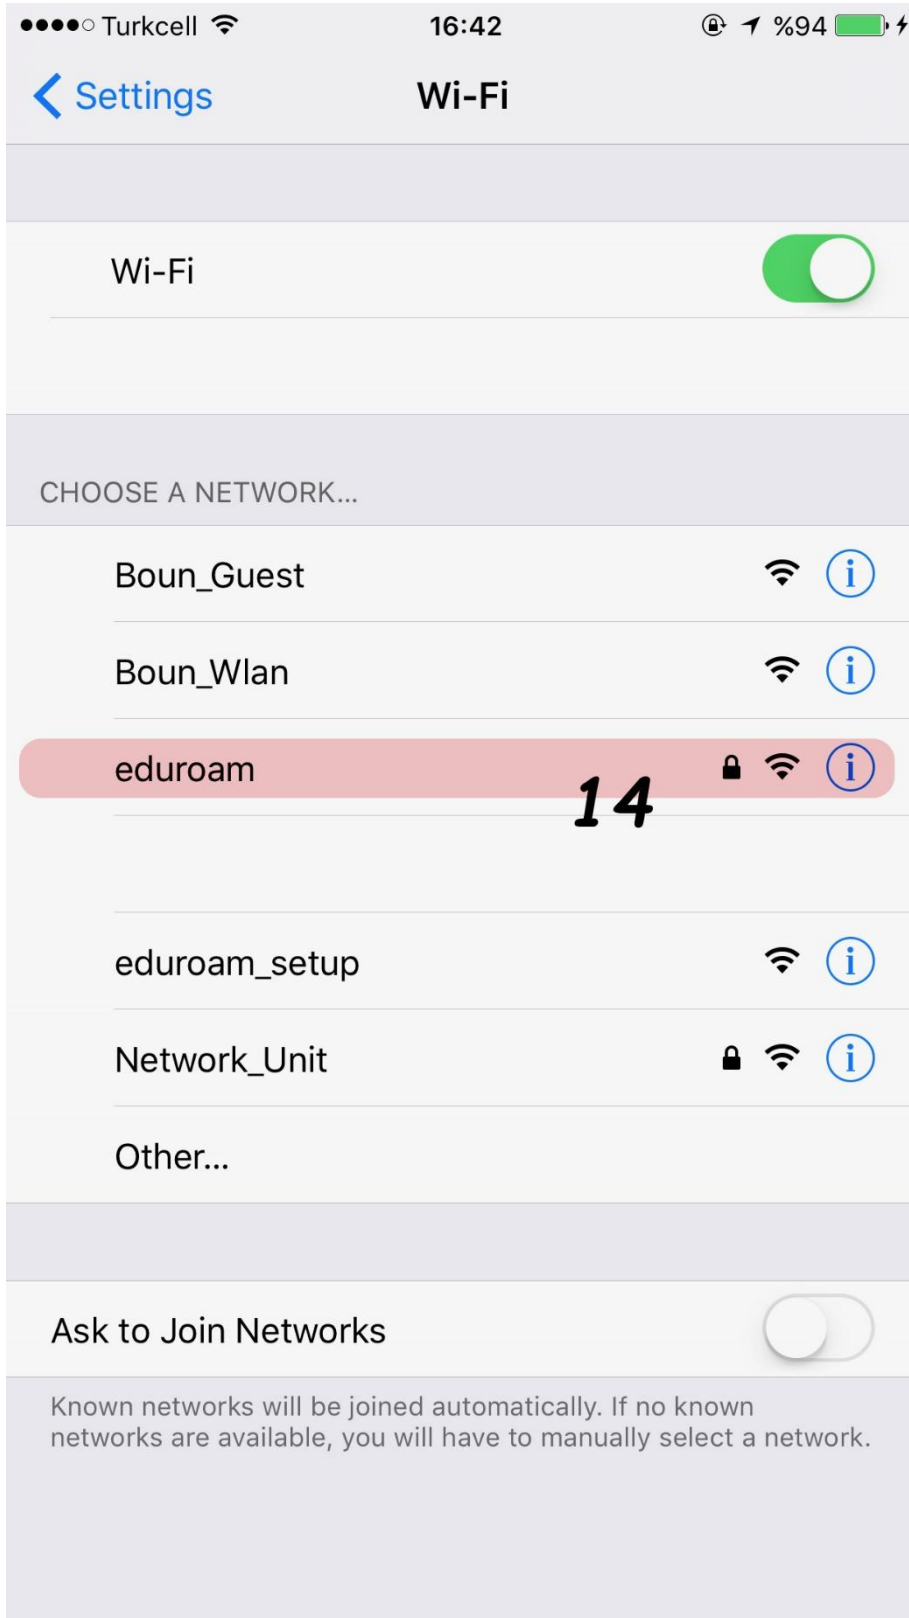 Turkcell 16:42 %94
Settings Wi-Fi
Wi-Fi
CHOOSE A NETWORK...
Boun_Guest
Boun_Wlan
eduroam
14
eduroam_setup
Network_Unit
Other...
Ask to Join Networks
Known networks will be joined automatically. If no known
networks are available, you will have to manually select a network.